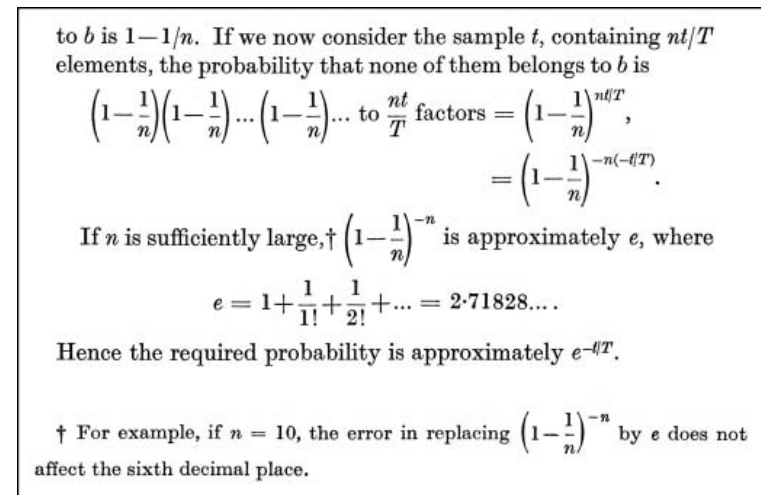 to b is 1—1/n. If we now consider the sample t, containing nt/T
elements, the probability that none of them belongs to b is
(1—1/n)(1—1/n)...(1—1/n)... to nt/T factors = (1—1/n)^{nt/T},
= (1—1/n)^{-n(-t/T)}.
If n is sufficiently large,† (1—1/n)^{-n} is approximately e, where
e = 1+1/1!+1/2!+... = 2·71828....
Hence the required probability is approximately e^{-t/T}.
† For example, if n = 10, the error in replacing (1—1/n)^{-n} by e does not
affect the sixth decimal place.